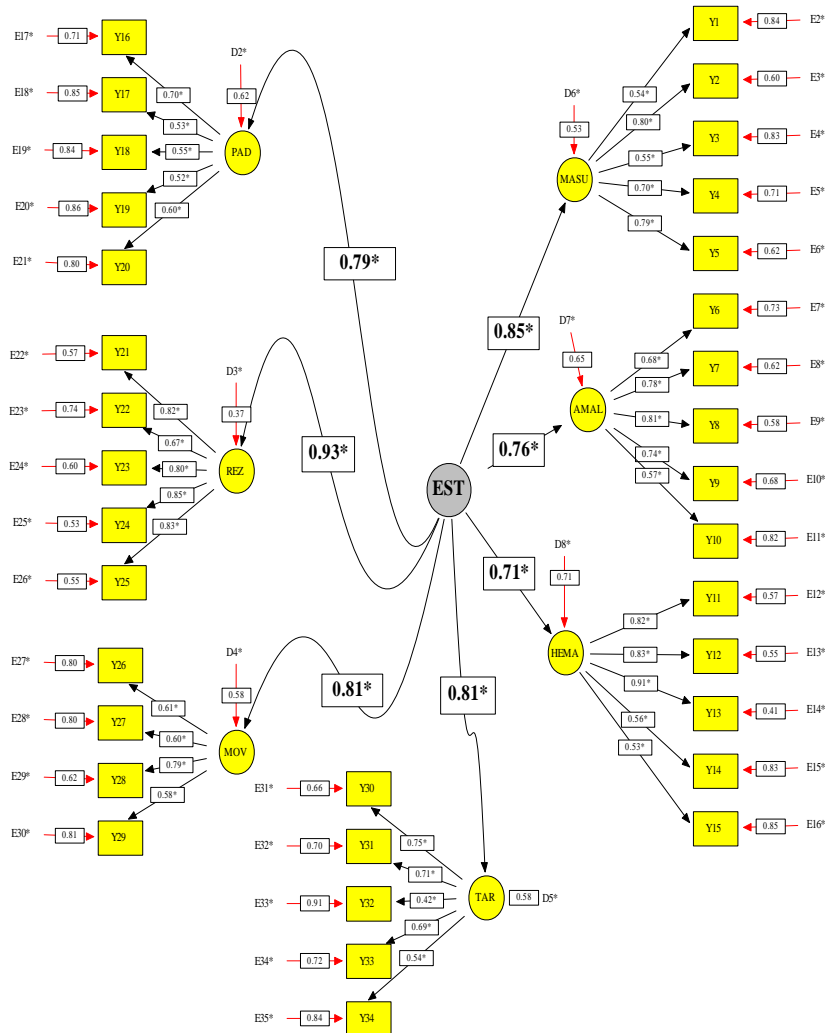 E17*
0.71
Y16
E18*
0.85
Y17
E19*
0.84
Y18
E20*
0.86
Y19
E21*
0.80
Y20
0.70*
0.53*
0.55*
0.52*
0.60*
D2*
0.62
PAD
0.79*
E22*
0.57
Y21
E23*
0.74
Y22
E24*
0.60
Y23
E25*
0.53
Y24
E26*
0.55
Y25
0.82*
0.67*
0.80*
0.85*
0.83*
D3*
0.37
REZ
0.93*
E27*
0.80
Y26
E28*
0.80
Y27
E29*
0.62
Y28
E30*
0.81
Y29
0.61*
0.60*
0.79*
0.58*
D4*
0.58
MOV
0.81*
E31*
0.66
Y30
E32*
0.70
Y31
E33*
0.91
Y32
E34*
0.72
Y33
E35*
0.84
Y34
0.75*
0.71*
0.42*
0.69*
0.54*
TAR
0.58
D5*
0.81*
EST
0.85*
D6*
0.53
MASU
0.54*
0.80*
0.55*
0.70*
0.79*
Y1
0.84
E2*
Y2
0.60
E3*
Y3
0.83
E4*
Y4
0.71
E5*
Y5
0.62
E6*
0.76*
D7*
0.65
AMAL
0.68*
0.78*
0.81*
0.74*
0.57*
Y6
0.73
E7*
Y7
0.62
E8*
Y8
0.58
E9*
Y9
0.68
E10*
Y10
0.82
E11*
0.71*
D8*
0.71
HEMA
0.82*
0.83*
0.91*
0.56*
0.53*
Y11
0.57
E12*
Y12
0.55
E13*
Y13
0.41
E14*
Y14
0.83
E15*
Y15
0.85
E16*